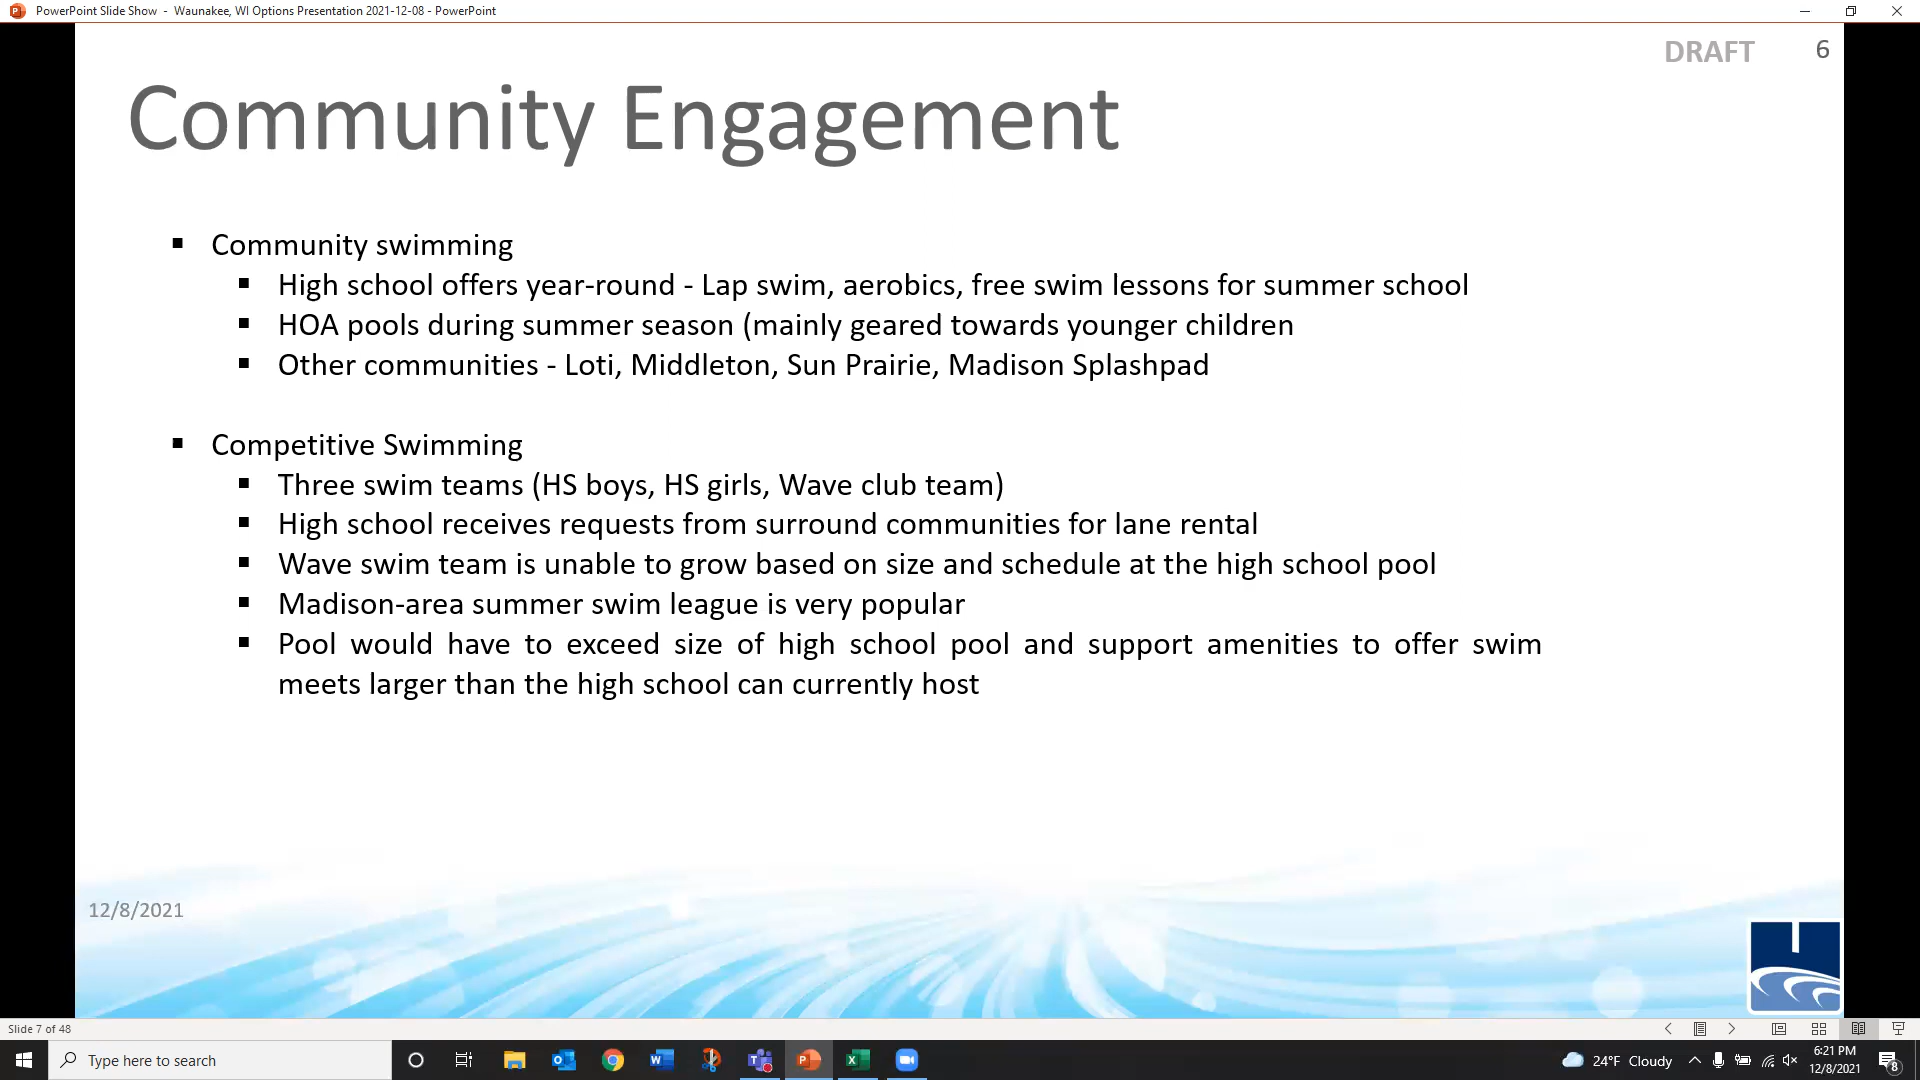 PowerPoint Slide Show - Waunakee, WI Options Presentation 2021-12-08 - PowerPoint
DRAFT 6
Community Engagement
Community swimming
High school offers year-round - Lap swim, aerobics, free swim lessons for summer school
HOA pools during summer season (mainly geared towards younger children
Other communities - Loti, Middleton, Sun Prairie, Madison Splashpad
Competitive Swimming
Three swim teams (HS boys, HS girls, Wave club team)
High school receives requests from surround communities for lane rental
Wave swim team is unable to grow based on size and schedule at the high school pool
Madison-area summer swim league is very popular
Pool would have to exceed size of high school pool and support amenities to offer swim
meets larger than the high school can currently host
12/8/2021
Slide 7 of 48
Type here to search
24°F Cloudy
6:21 PM
12/8/2021
8